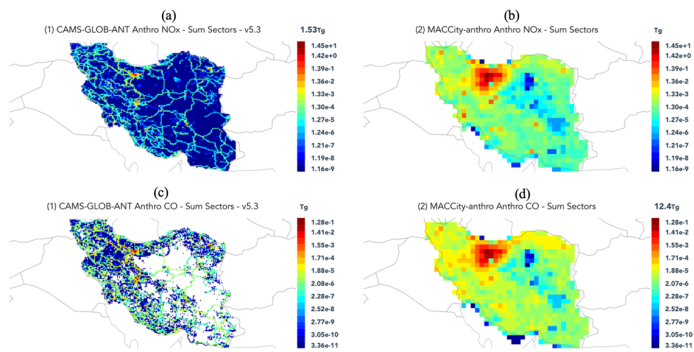 (a)
(1) CAMS-GLOB-ANT Anthro NOx - Sum Sectors - v5.3
1.53Tg
1.45e+1
1.42e+0
1.39e-1
1.36e-2
1.33e-3
1.30e-4
1.27e-5
1.24e-6
1.21e-7
1.19e-8
1.16e-9
(b)
(2) MACCity-anthro Anthro NOx - Sum Sectors
Tg
1.45e+1
1.42e+0
1.39e-1
1.36e-2
1.33e-3
1.30e-4
1.27e-5
1.24e-6
1.21e-7
1.19e-8
1.16e-9
(c)
(1) CAMS-GLOB-ANT Anthro CO - Sum Sectors - v5.3
Tg
1.28e-1
1.41e-2
1.55e-3
1.71e-4
1.88e-5
2.08e-6
2.28e-7
2.52e-8
2.77e-9
3.05e-10
3.36e-11
(d)
(2) MACCity-anthro Anthro CO - Sum Sectors
12.4Tg
1.28e-1
1.41e-2
1.55e-3
1.71e-4
1.88e-5
2.08e-6
2.28e-7
2.52e-8
2.77e-9
3.05e-10
3.36e-11